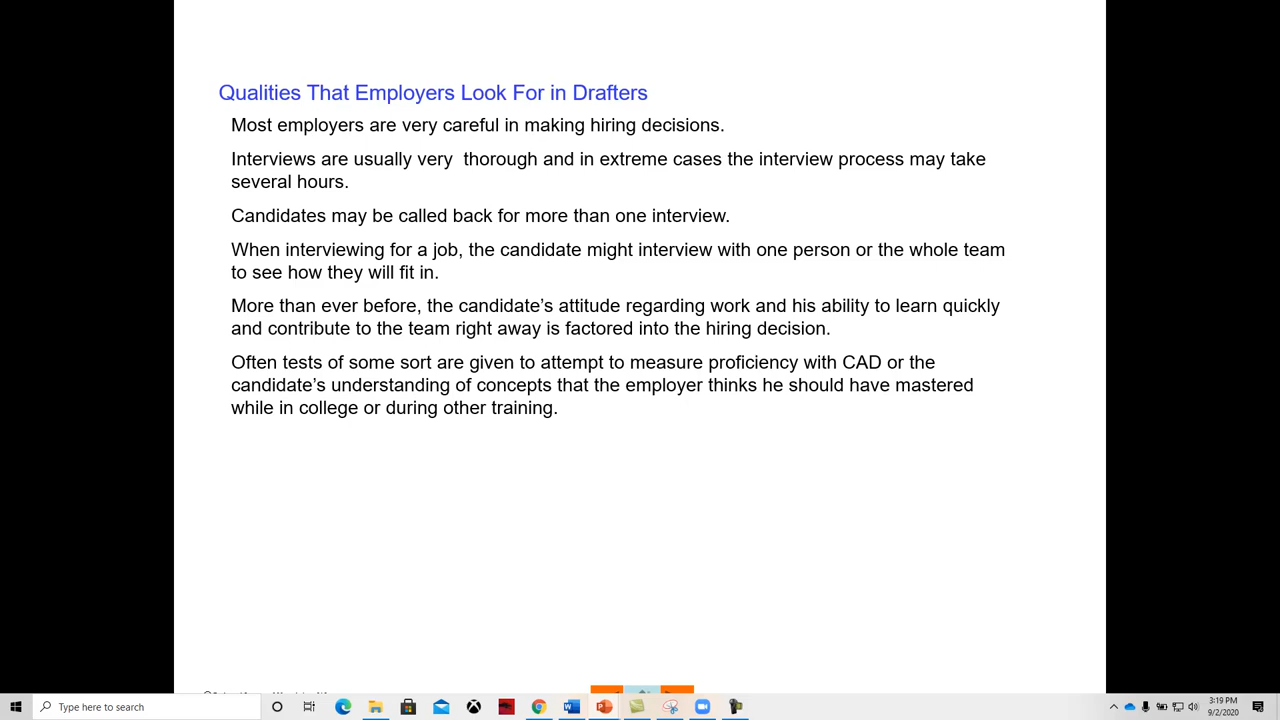 Qualities That Employers Look For in Drafters
Most employers are very careful in making hiring decisions.
Interviews are usually very  thorough and in extreme cases the interview process may take
several hours.
Candidates may be called back for more than one interview.
When interviewing for a job, the candidate might interview with one person or the whole team
to see how they will fit in.
More than ever before, the candidate’s attitude regarding work and his ability to learn quickly
and contribute to the team right away is factored into the hiring decision.
Often tests of some sort are given to attempt to measure proficiency with CAD or the
candidate’s understanding of concepts that the employer thinks he should have mastered
while in college or during other training.
Type here to search
3:19 PM
9/2/2020